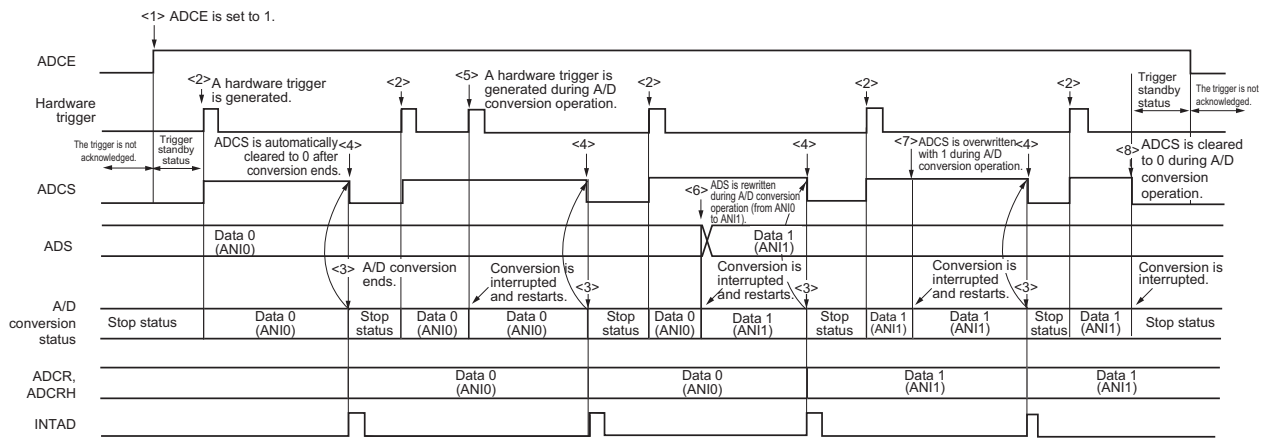 <1> ADCE is set to 1.
ADCE
<2> A hardware trigger
is generated.
<2>
<5> A hardware trigger is
generated during A/D
conversion operation.
<2>
<2>
<2>
Trigger
standby
status
The trigger is not
acknowledged.
Hardware
trigger
The trigger is not
acknowledged.
Trigger
standby
status
ADCS is automatically
cleared to 0 after
conversion ends.
<4>
<4>
<4>
<7> ADCS is overwritten
with 1 during A/D
conversion operation.
<4>
<8> ADCS is cleared
to 0 during A/D
conversion
operation.
ADCS
<6> ADS is rewritten
during A/D conversion
operation (from ANI0
to ANI1).
ADS
Data 0
(ANI0)
Data 1
(ANI1)
<3> A/D conversion
ends.
Conversion is
interrupted
and restarts.
<3>
Conversion is
interrupted
and restarts.
<3>
Conversion is
interrupted
and restarts.
<3>
Conversion is
interrupted.
A/D
conversion
status
Stop status
Data 0
(ANI0)
Stop
status
Data 0
(ANI0)
Data 0
(ANI0)
Stop
status
Data 0
(ANI0)
Data 1
(ANI1)
Stop
status
Data 1
(ANI1)
Data 1
(ANI1)
Stop
status
Data 1
(ANI1)
Stop status
ADCR,
ADCRH
Data 0
(ANI0)
Data 0
(ANI0)
Data 1
(ANI1)
Data 1
(ANI1)
INTAD